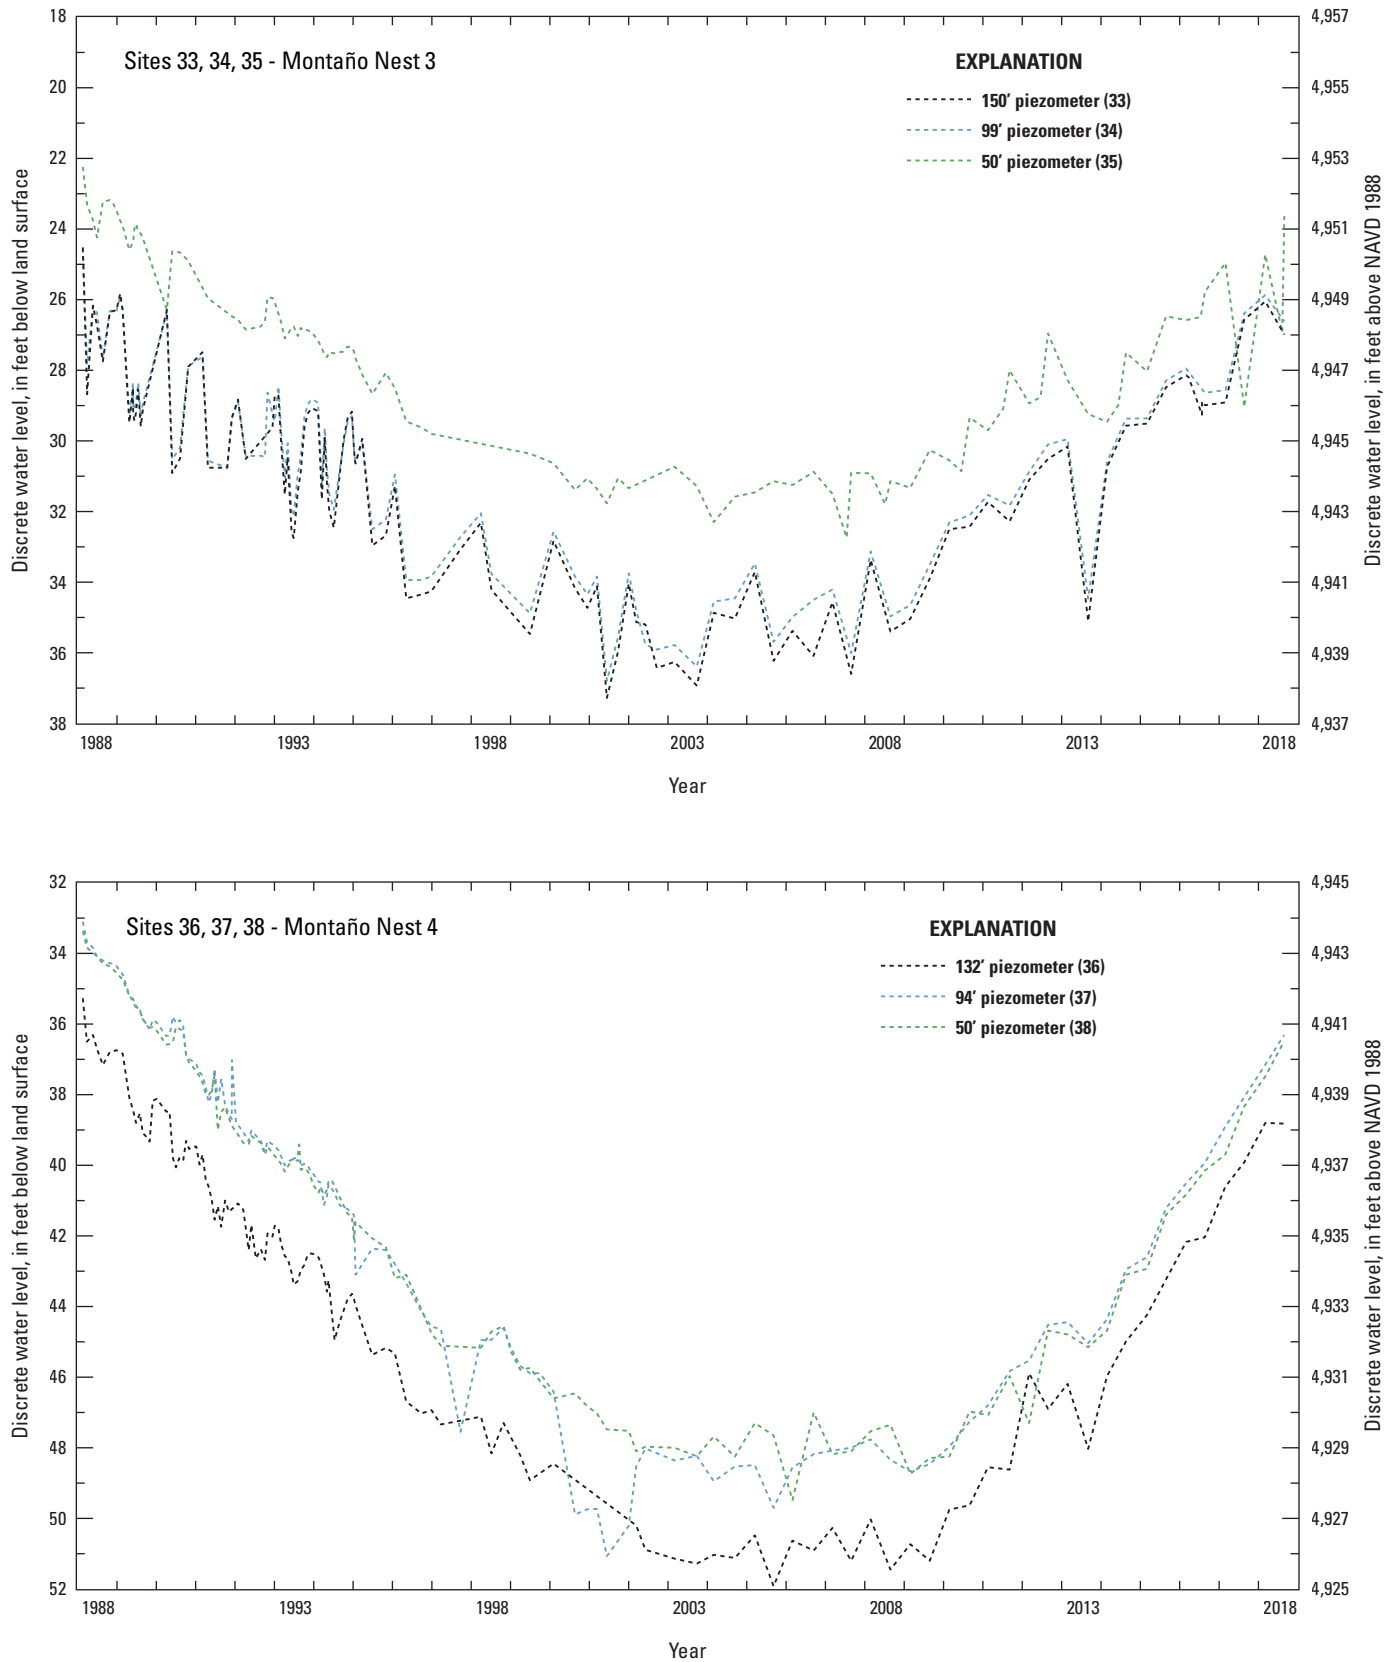 Sites 33, 34, 35 - Montaño Nest 3
EXPLANATION
150′ piezometer (33)
99′ piezometer (34)
50′ piezometer (35)
Discrete water level, in feet below land surface
18
20
22
24
26
28
30
32
34
36
38
4,957
4,955
4,953
4,951
4,949
4,947
4,945
4,943
4,941
4,939
4,937
Discrete water level, in feet above NAVD 1988
1988 1993 1998 2003 2008 2013 2018
Year
Sites 36, 37, 38 - Montaño Nest 4
EXPLANATION
132′ piezometer (36)
94′ piezometer (37)
50′ piezometer (38)
Discrete water level, in feet below land surface
32
34
36
38
40
42
44
46
48
50
52
4,945
4,943
4,941
4,939
4,937
4,935
4,933
4,931
4,929
4,927
4,925
Discrete water level, in feet above NAVD 1988
1988 1993 1998 2003 2008 2013 2018
Year